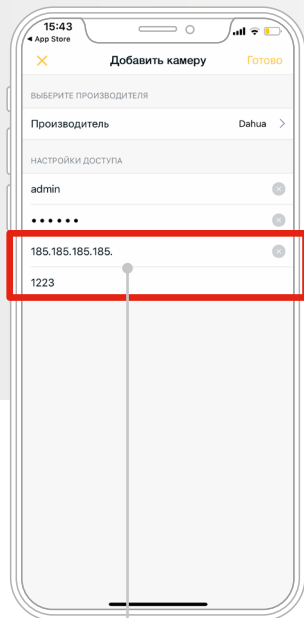 15:43
App Store
Добавить камеру
Готово
ВЫБЕРИТЕ ПРОИЗВОДИТЕЛЯ
Производитель
Dahua
НАСТРОЙКИ ДОСТУПА
admin
••••••
185.185.185.185.
1223